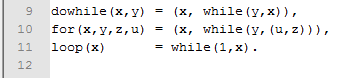 9 dowhile(x,y) = (x, while(y,x)),
10 for(x,y,z,u) = (x, while(y,(u,z))),
11 loop(x) = while(1,x).
12